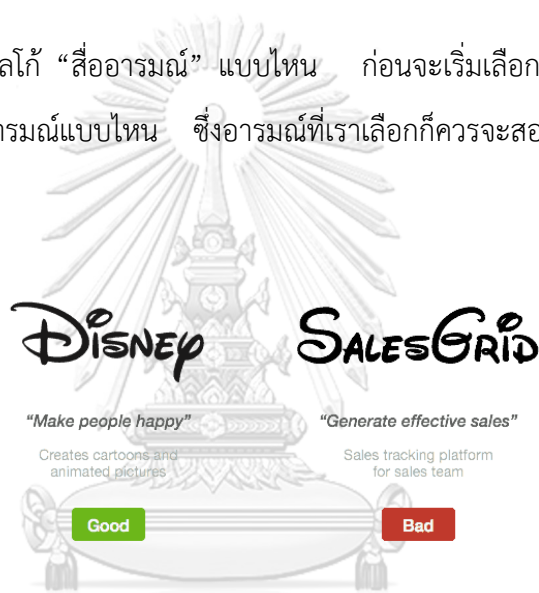 ลโก้ “สื่ออารมณ์” แบบไหน ก่อนจะเริ่มเลือก
ารมณ์แบบไหน ซึ่งอารมณ์ที่เราเลือกก็ควรจะสอ
Disney SalesGrid
“Make people happy” “Generate effective sales”
Creates cartoons and Sales tracking platform
animated pictures for sales team
Good Bad